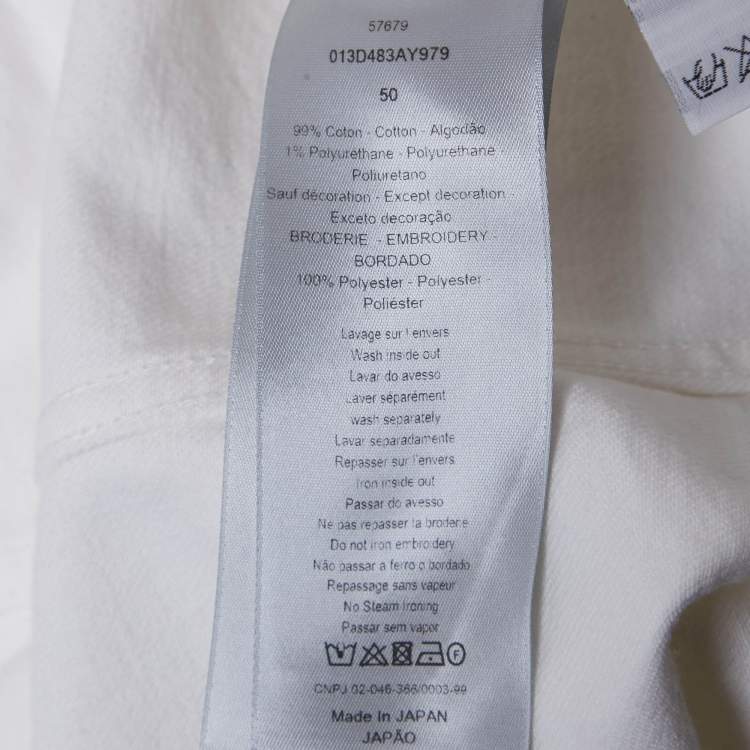 57679
013D483AY979
50
99% Coton - Cotton - Algodão
1% Polyuréthane - Polyurethane -
Poliuretano
Sauf décoration - Except decoration -
Exceto decoração
BRODERIE - EMBROIDERY -
BORDADO
100% Polyester - Polyester -
Poliéster
Lavage sur l'envers
Wash inside out
Lavar do avesso
Laver séparément
wash separately
Lavar separadamente
Repasser sur l'envers
Iron inside out
Passar do avesso
Ne pas repasser la broderie
Do not iron embroidery
Não passar a ferro o bordado
Repassage sans vapeur
No Steam Ironing
Passar sem vapor
F
CNPJ 02-046-366/0003-99
Made In JAPAN
JAPÃO